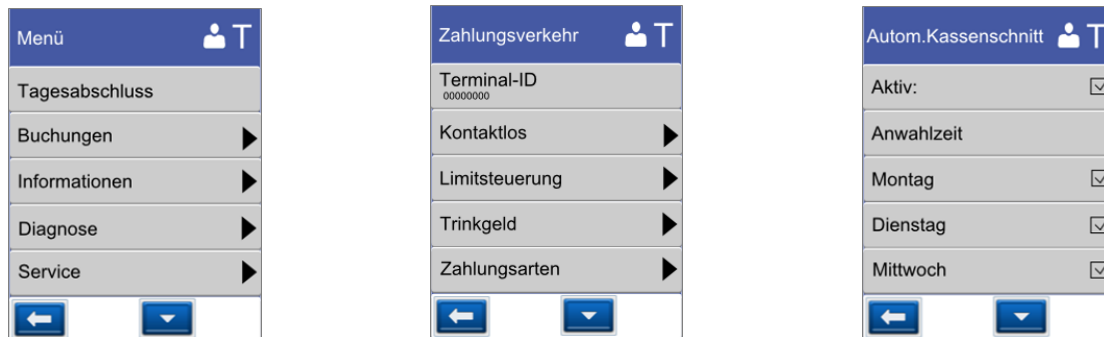 Menü
T
Tagesabschluss
Buchungen
Informationen
Diagnose
Service
Zahlungsverkehr
T
Terminal-ID
00000000
Kontaktlos
Limitsteuerung
Trinkgeld
Zahlungsarten
Autom.Kassenschnitt
T
Aktiv:
Anwahlzeit
Montag
Dienstag
Mittwoch